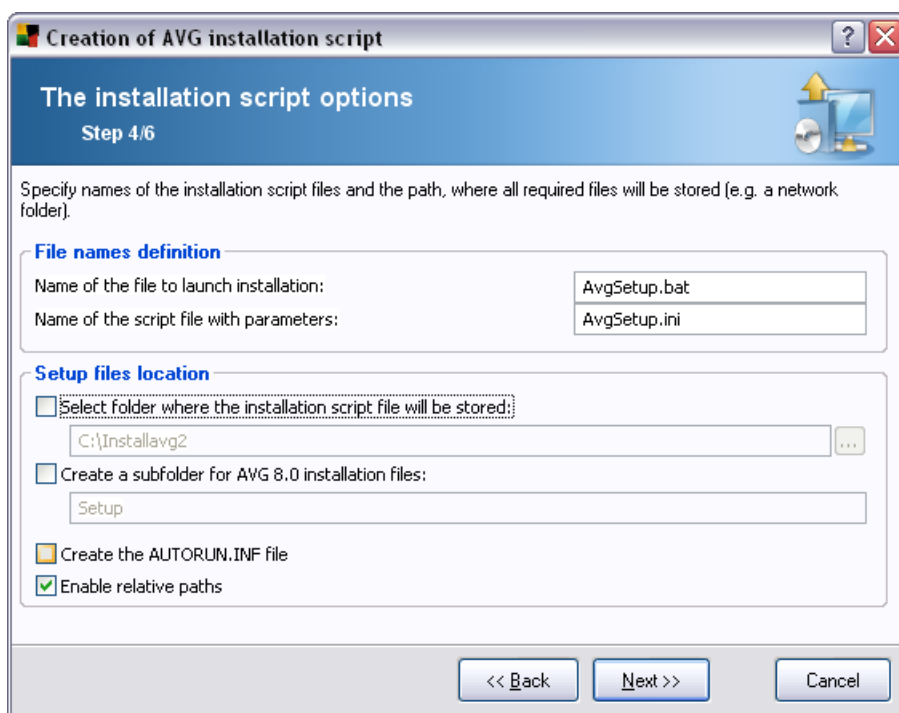 Creation of AVG installation script
?
The installation script options
Step 4/6
Specify names of the installation script files and the path, where all required files will be stored (e.g. a network
folder).
File names definition
Name of the file to launch installation:
AvgSetup.bat
Name of the script file with parameters:
AvgSetup.ini
Setup files location
Select folder where the installation script file will be stored:
C:\Installavg2
...
Create a subfolder for AVG 8.0 installation files:
Setup
Create the AUTORUN.INF file
Enable relative paths
<< Back
Next >>
Cancel